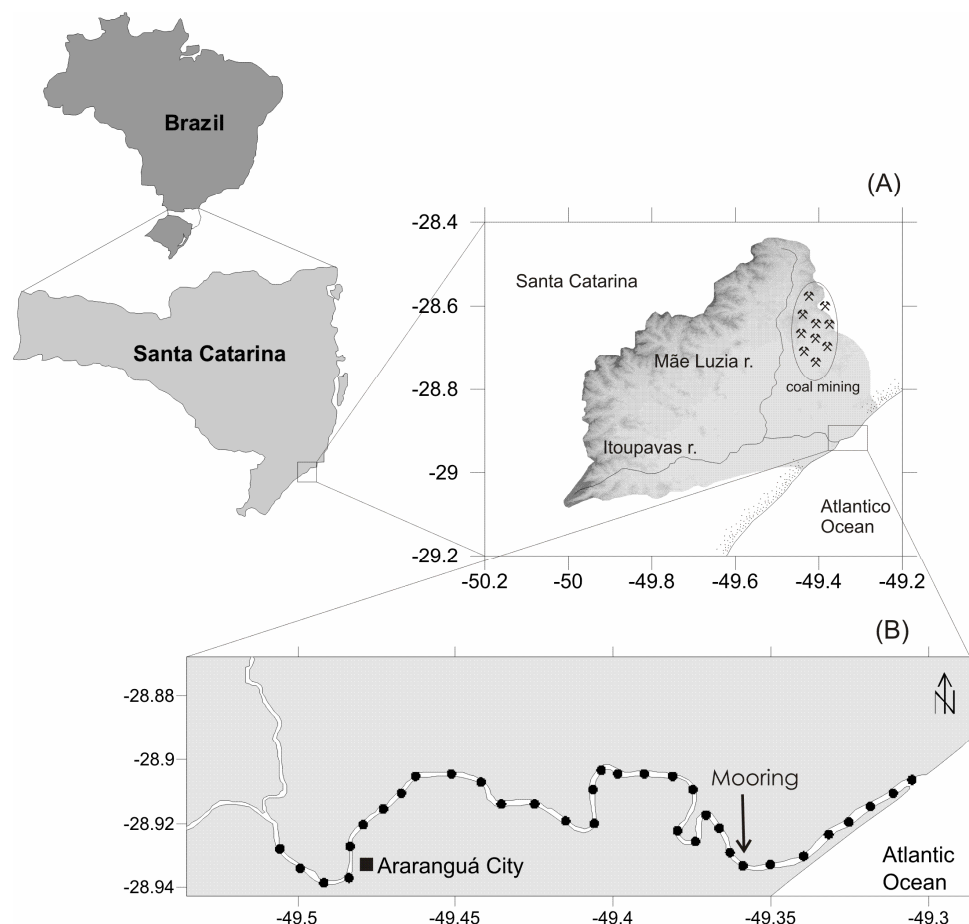 Brazil
Santa Catarina
(A)
-28.4
-28.6
-28.8
-29
-29.2
-50.2 -50 -49.8 -49.6 -49.4 -49.2
Santa Catarina
Mãe Luzia r.
coal mining
Itoupavas r.
Atlantico
Ocean
(B)
-28.88
-28.9
-28.92
-28.94
N
Mooring
Araranguá City
Atlantic
Ocean
-49.5 -49.45 -49.4 -49.35 -49.3